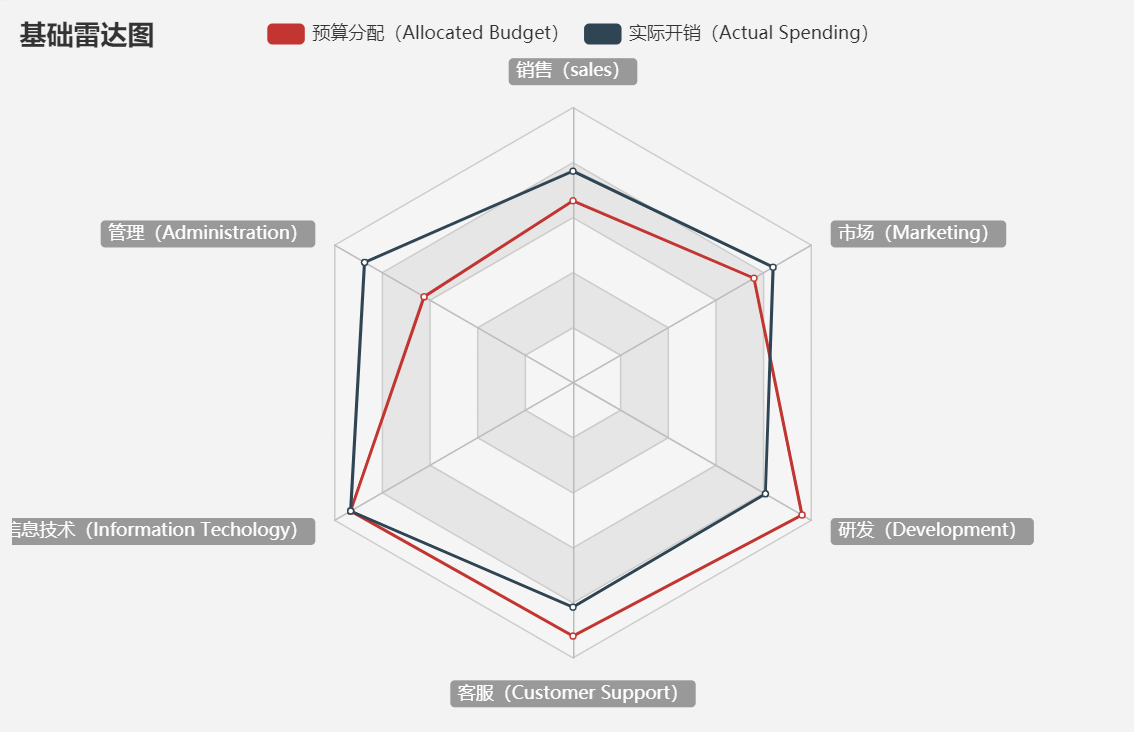 基础雷达图
预算分配（Allocated Budget）
实际开销（Actual Spending）
销售（sales）
管理（Administration）
市场（Marketing）
信息技术（Information Techology）
研发（Development）
客服（Customer Support）